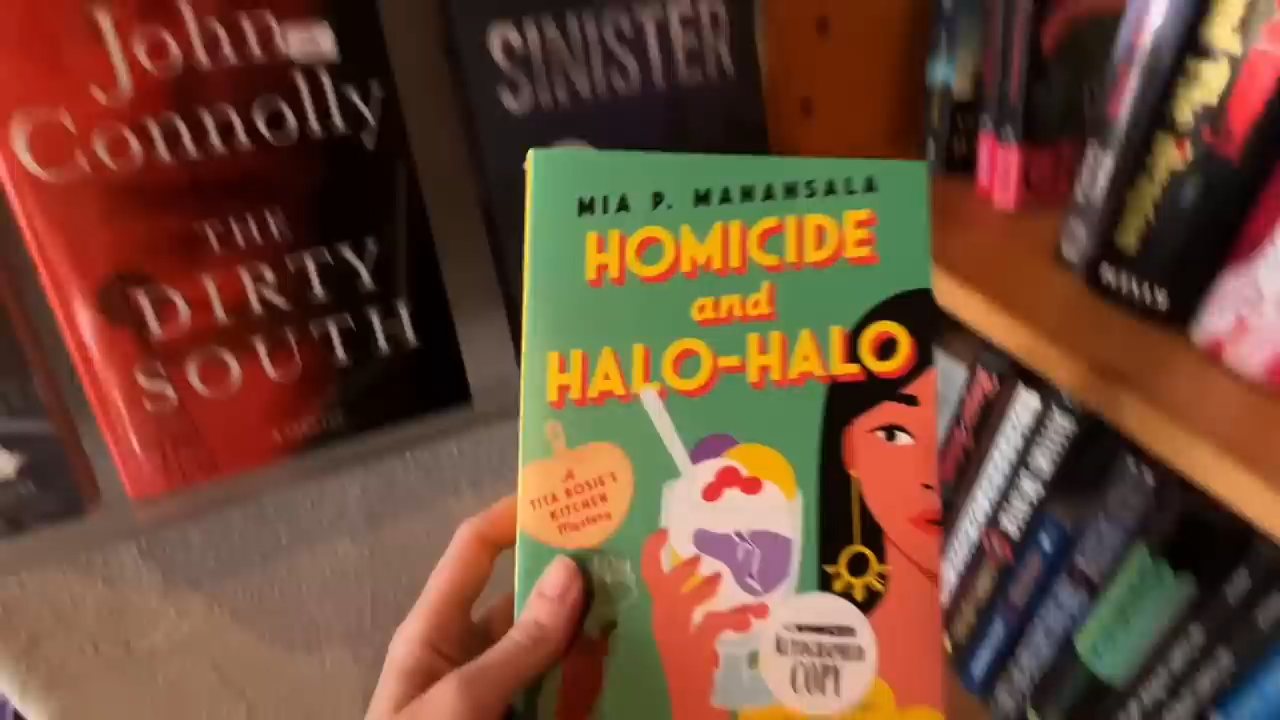 John
Connolly
THE
DIRTY
SOUTH
SINISTER
MIA P. MANANSALA
HOMICIDE
and
HALO-HALO
A
TITA ROSIE'S
KITCHEN
Mystery
AUTOGRAPHED
COPY